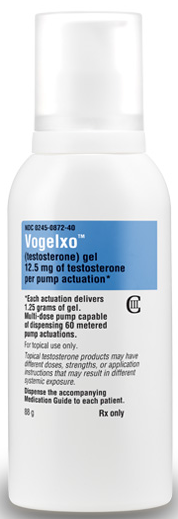 NDC 0245-0872-40
Vogelxo™
(testosterone) gel
12.5 mg of testosterone
per pump actuation*
*Each actuation delivers
1.25 grams of gel.
Multi-dose pump capable
of dispensing 60 metered
pump actuations.
CIII
For topical use only.
Topical testosterone products may have
different doses, strengths, or application
instructions that may result in different
systemic exposure.
Dispense the accompanying
Medication Guide to each patient.
88 g Rx only